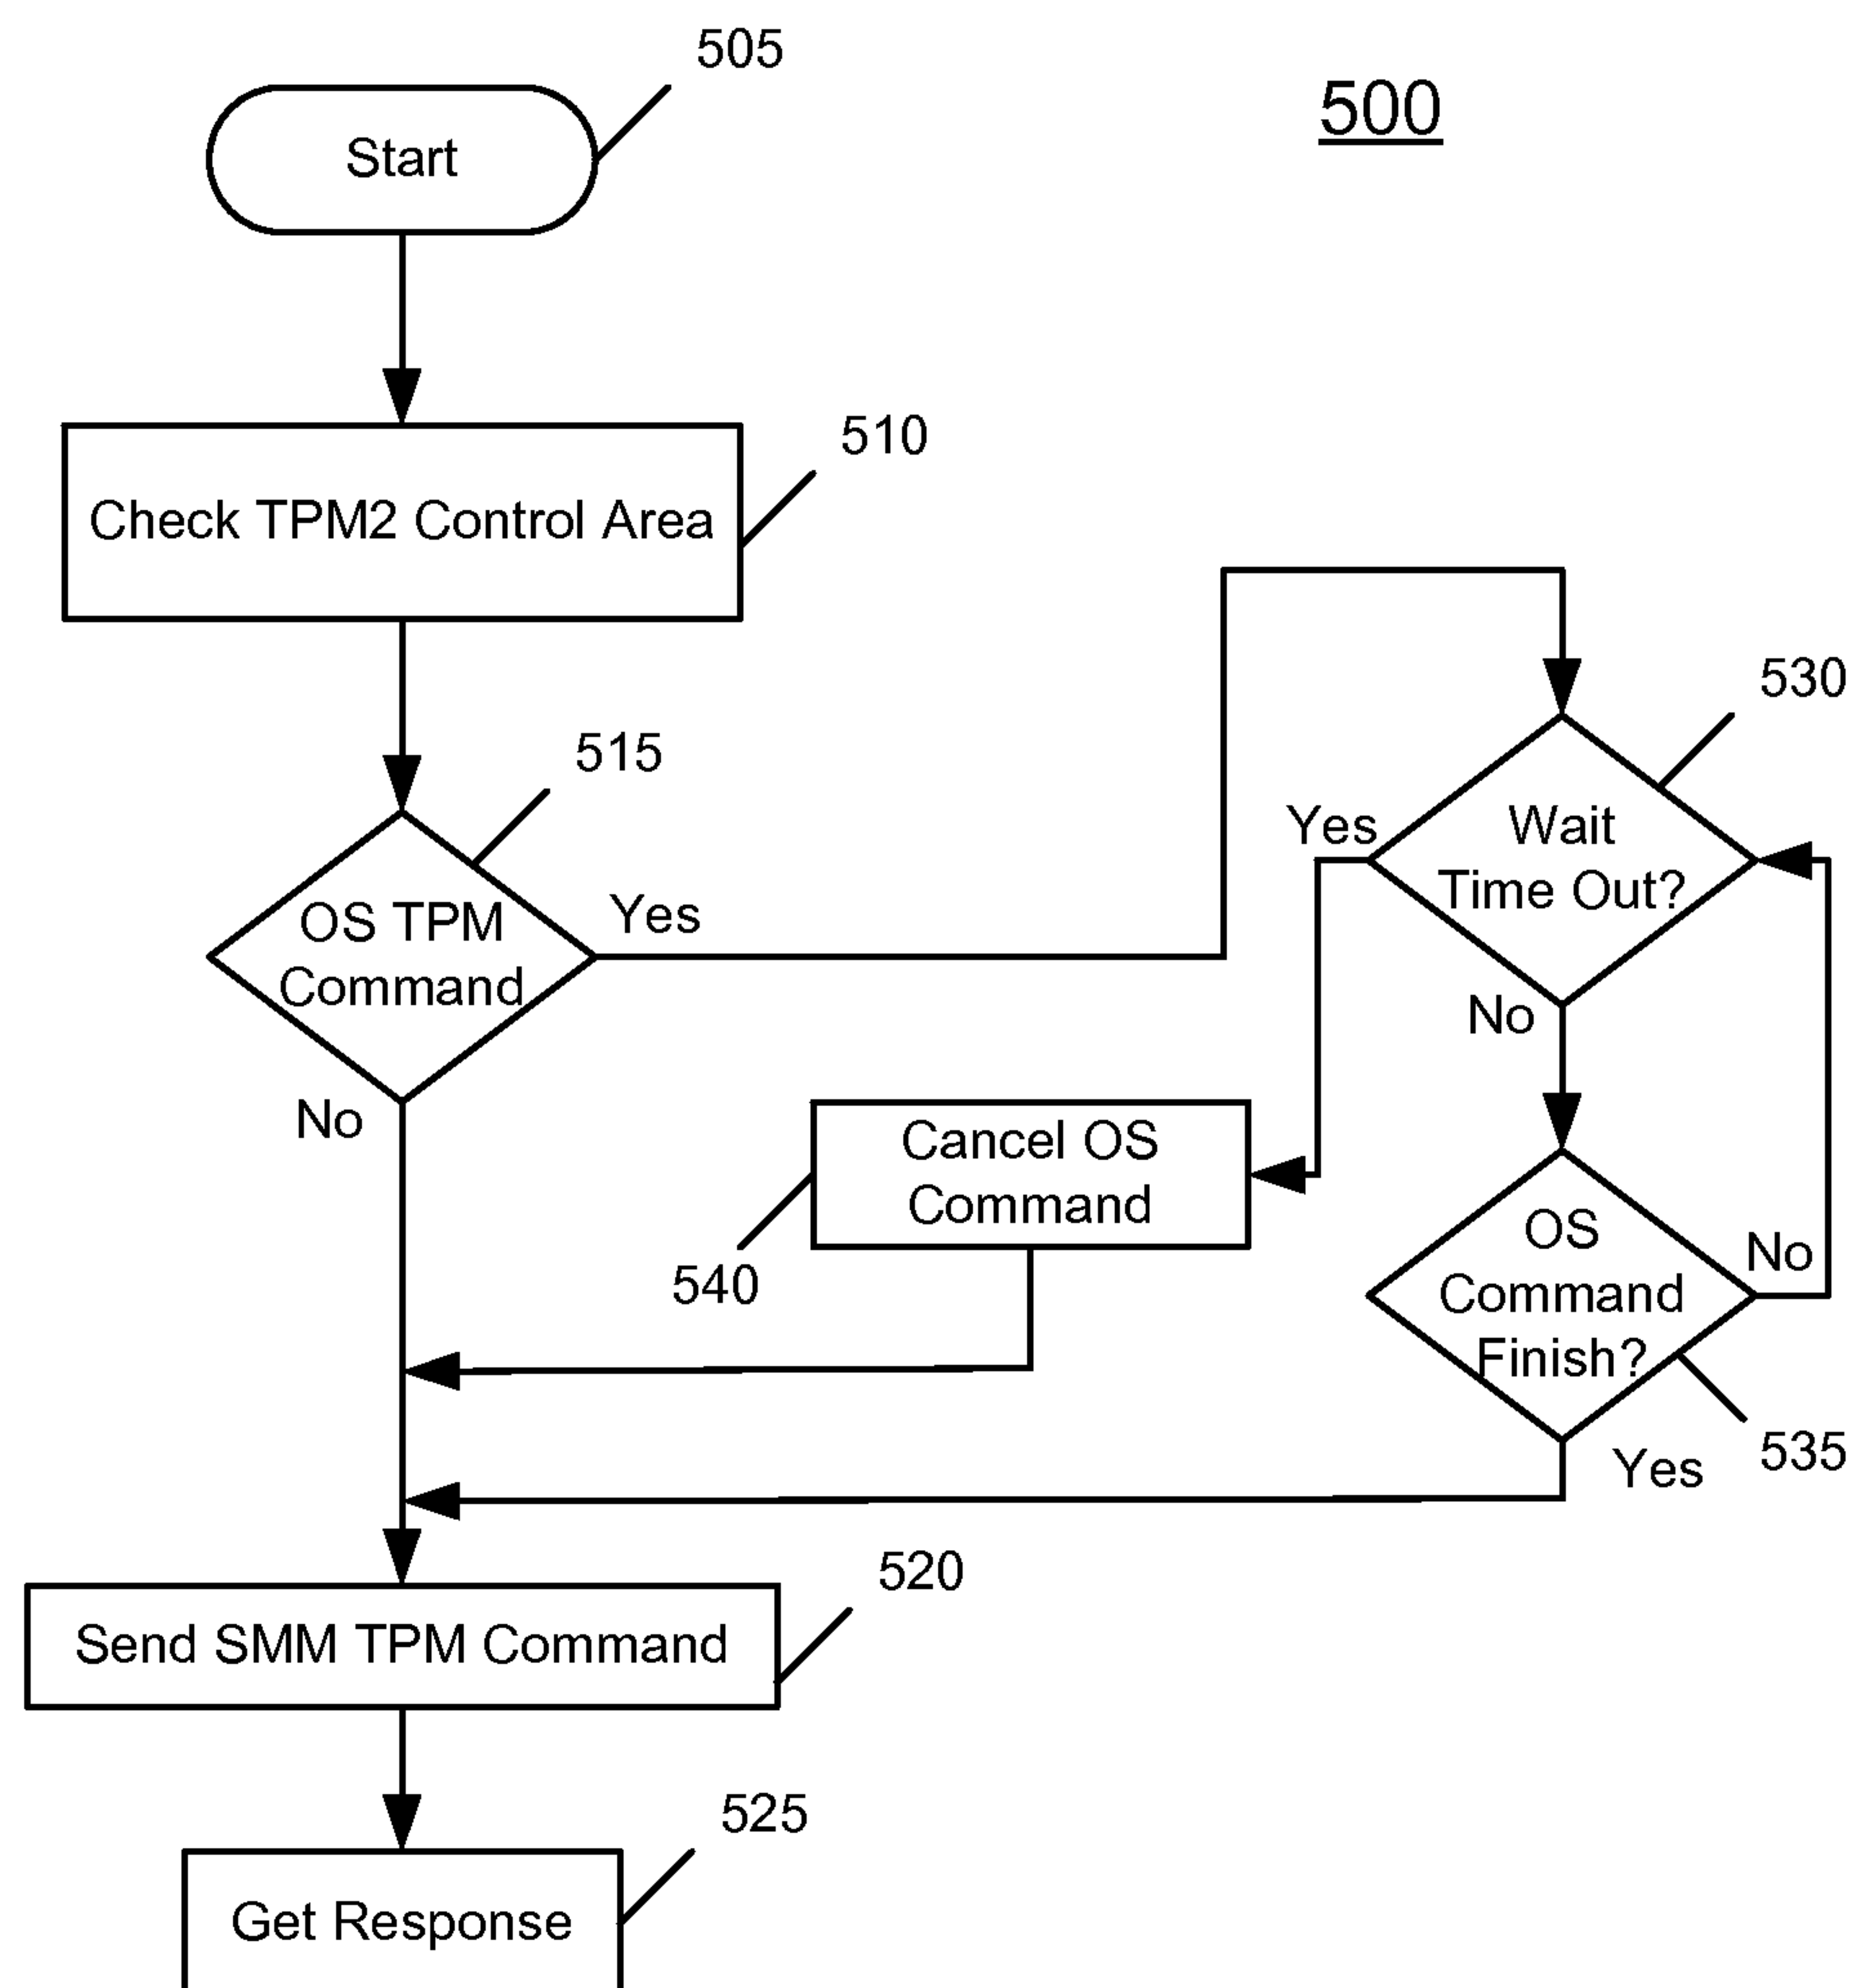 505
500
Start
510
Check TPM2 Control Area
530
515
Yes
Wait
Time Out?
OS TPM
Command
Yes
No
No
Cancel OS
Command
540
OS
Command
Finish?
No
535
Yes
520
Send SMM TPM Command
525
Get Response